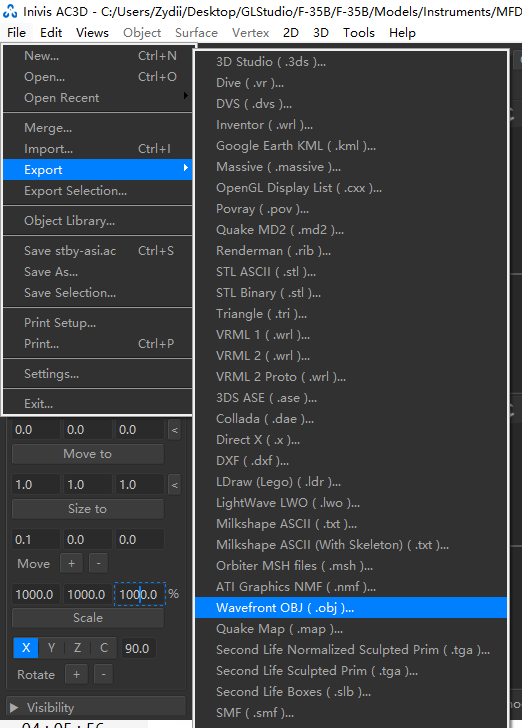 Inivis AC3D - C:/Users/Zydii/Desktop/GLStudio/F-35B/F-35B/Models/Instruments/MFD
File Edit Views Object Surface Vertex 2D 3D Tools Help
New... Ctrl+N
Open... Ctrl+O
Open Recent
Merge...
Import... Ctrl+I
Export
Export Selection...
Object Library...
Save stby-asi.ac Ctrl+S
Save As...
Save Selection...
Print Setup...
Print... Ctrl+P
Settings...
Exit...
3D Studio ( .3ds )...
Dive ( .vr )...
DVS ( .dvs )...
Inventor ( .wrl )...
Google Earth KML ( .kml )...
Massive ( .massive )...
OpenGL Display List ( .cxx )...
Povray ( .pov )...
Quake MD2 ( .md2 )...
Renderman ( .rib )...
STL ASCII ( .stl )...
STL Binary ( .stl )...
Triangle ( .tri )...
VRML 1 ( .wrl )...
VRML 2 ( .wrl )...
VRML 2 Proto ( .wrl )...
3DS ASE ( .ase )...
Collada ( .dae )...
Direct X ( .x )...
DXF ( .dxf )...
LDraw (Lego) ( .ldr )...
LightWave LWO ( .lwo )...
Milkshape ASCII ( .txt )...
Milkshape ASCII (With Skeleton) ( .txt )...
Orbiter MSH files ( .msh )...
ATI Graphics NMF ( .nmf )...
Wavefront OBJ ( .obj )...
Quake Map ( .map )...
Second Life Normalized Sculpted Prim ( .tga )...
Second Life Sculpted Prim ( .tga )...
Second Life Boxes ( .slb )...
SMF ( .smf )...
0.0 0.0 0.0 <
Move to
1.0 1.0 1.0 <
Size to
0.1 0.0 0.0
Move + -
1000.0 1000.0 1000.0 %
Scale
X Y Z C 90.0
Rotate + -
Visibility